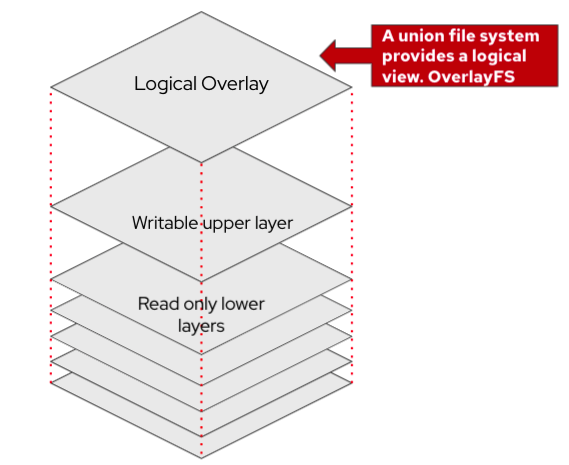 Logical Overlay
A union file system
provides a logical
view. OverlayFS
Writable upper layer
Read only lower
layers